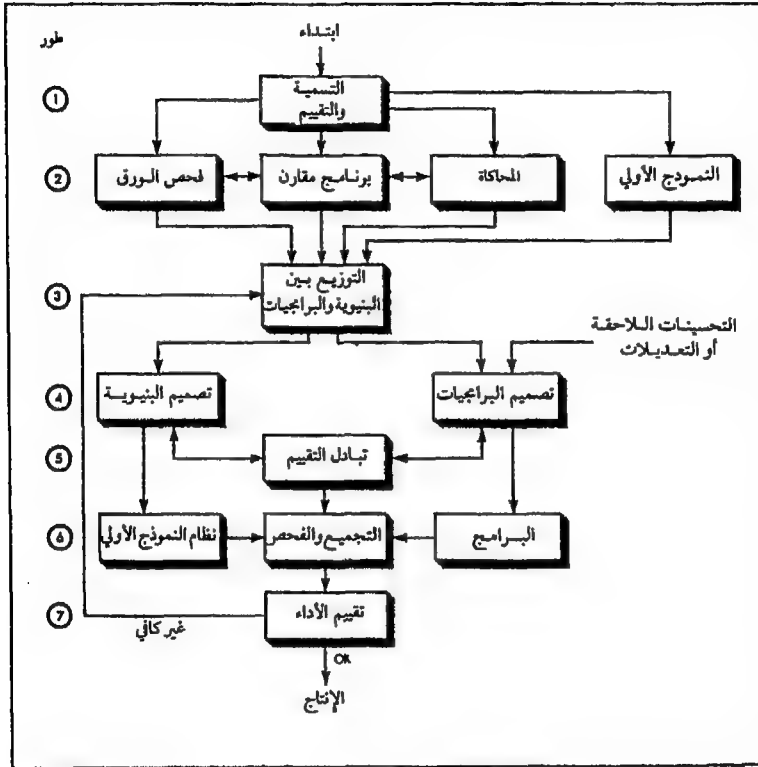 طور
ابتداء
①
التسمية
والتقييم
②
النمودج الأولي
المحاكاة
برنامج مقارن
فحص الورق
③
التوزيع بين
البنيوية والبرامجيات
التحسينات اللاحقة
أو التعديلات
④
تصميم البرامجيات
تصميم البنيوية
⑤
تبادل التقييم
⑥
البرامج
التجميع والفحص
نظام النموذج الأولي
⑦
تقييم الأداء
غير كافي
OK
الإنتاج